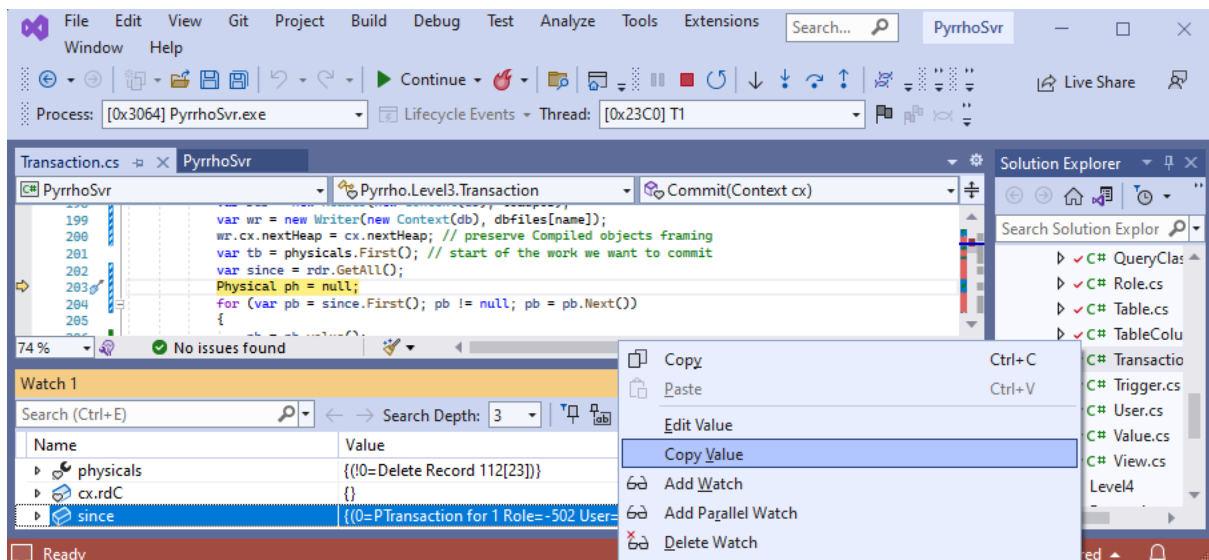 File Edit View Git Project Build Debug Test Analyze Tools Extensions Search... PyrrhoSvr
Window Help
Continue Live Share
Process: [0x3064] PyrrhoSvr.exe Lifecycle Events Thread: [0x23C0] T1
Transaction.cs PyrrhoSvr Solution Explorer
C# PyrrhoSvr Pyrrho.Level3.Transaction Commit(Context cx)
199 var wr = new Writer(new Context(db), dbfiles[name]);
200 wr.cx.nextHeap = cx.nextHeap; // preserve Compiled objects framing
Search Solution Explor
201 var tb = physicals.First(); // start of the work we want to commit
202 var since = rdr.GetAll();
203 Physical ph = null;
204 for (var pb = since.First(); pb != null; pb = pb.Next())
205 {
C# QueryClas
C# Role.cs
C# Table.cs
C# TableColu
C# Transactio
C# Trigger.cs
C# User.cs
C# Value.cs
C# View.cs
Level4
74 % No issues found
Watch 1
Search (Ctrl+E) Search Depth: 3
Name Value
physicals {(!0=Delete Record 112[23])}
cx.rdC {}
since {(0=PTransaction for 1 Role=-502 User=
Copy Ctrl+C
Paste Ctrl+V
Edit Value
Copy Value
Add Watch
Add Parallel Watch
Delete Watch
Ready